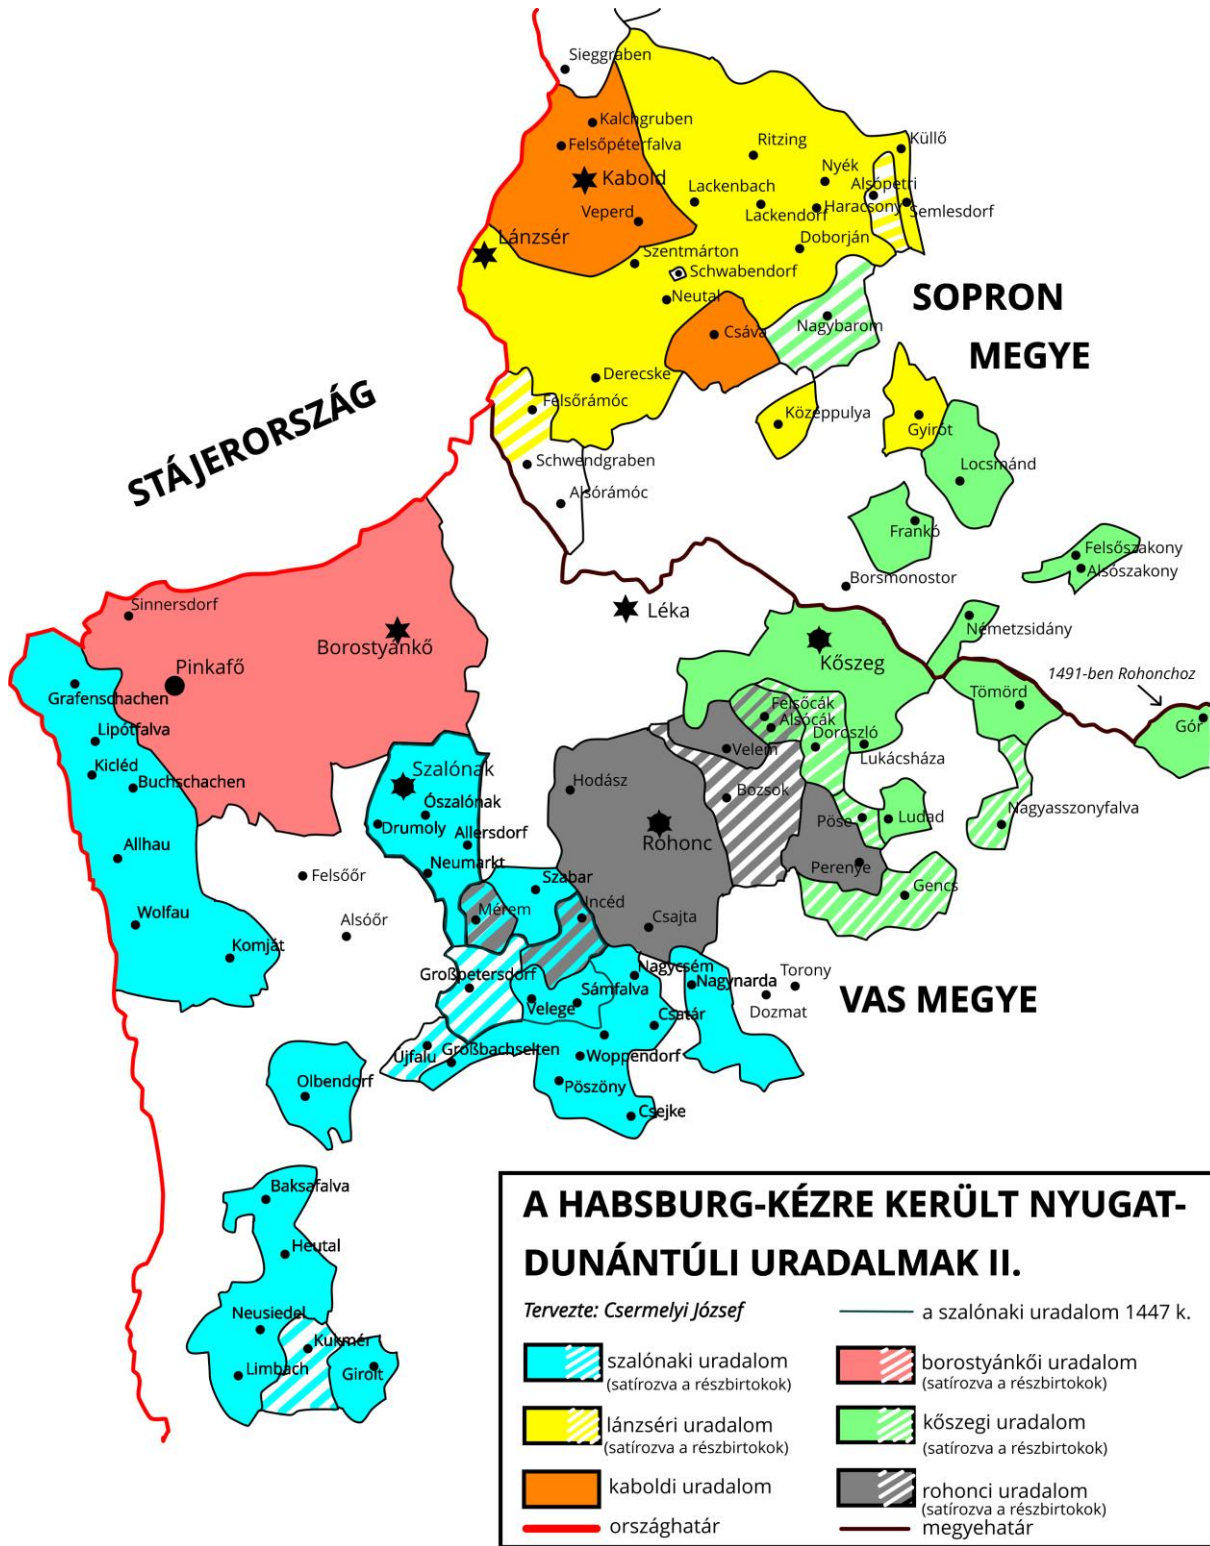 Sieggraben
Kalchgruben
Felsőpéterfalva
Kabold
Veperd
Ritzing
Küllő
Nyék
Alsópetri
Lackenbach
Lackendorf
Haracsony
Semlesdorf
Lánzsér
Doborján
Szentmárton
Schwabendorf
Neutal
SOPRON
MEGYE
Csáva
Nagybarom
Derecske
Felsőrámóc
Középpulya
Gyirót
STÁJERORSZÁG
Schwendgraben
Locsmánd
Alsórámóc
Frankó
Felsőszakony
Alsószakony
Borsmonostor
Sinnersdorf
Léka
Németzsidány
Borostyánkő
Kőszeg
Pinkafő
1491-ben Rohonchoz
Grafenschachen
Tömörd
Felsőcák
Alsócák
Gór
Lipótfalva
Doroszló
Velem
Lukácsháza
Kicléd
Szalónak
Hodász
Buchschachen
Bozsok
Ószalónak
Nagyasszonyfalva
Drumoly
Pöse
Ludad
Allersdorf
Rohonc
Allhau
Neumarkt
Perenye
Felsőőr
Szabar
Gencs
Wolfau
Mérem
Incéd
Alsóőr
Csajta
Komját
Großpetersdorf
Nagycsém
Nagynarda
Torony
Velege
Sámfalva
Dozmat
VAS MEGYE
Csatár
Újfalu
Großbachselten
Woppendorf
Olbendorf
Pöszöny
Csejke
Baksafalva
Heutal
Neusiedel
Kukmér
Limbach
Girolt
A HABSBURG-KÉZRE KERÜLT NYUGAT-
DUNÁNTÚLI URADALMAK II.
Tervezte: Csermelyi József
a szalónaki uradalom 1447 k.
szalónaki uradalom
(satírozva a részbirtokok)
borostyánkői uradalom
(satírozva a részbirtokok)
lánzséri uradalom
(satírozva a részbirtokok)
kőszegi uradalom
(satírozva a részbirtokok)
kaboldi uradalom
rohonci uradalom
(satírozva a részbirtokok)
országhatár
megyehatár